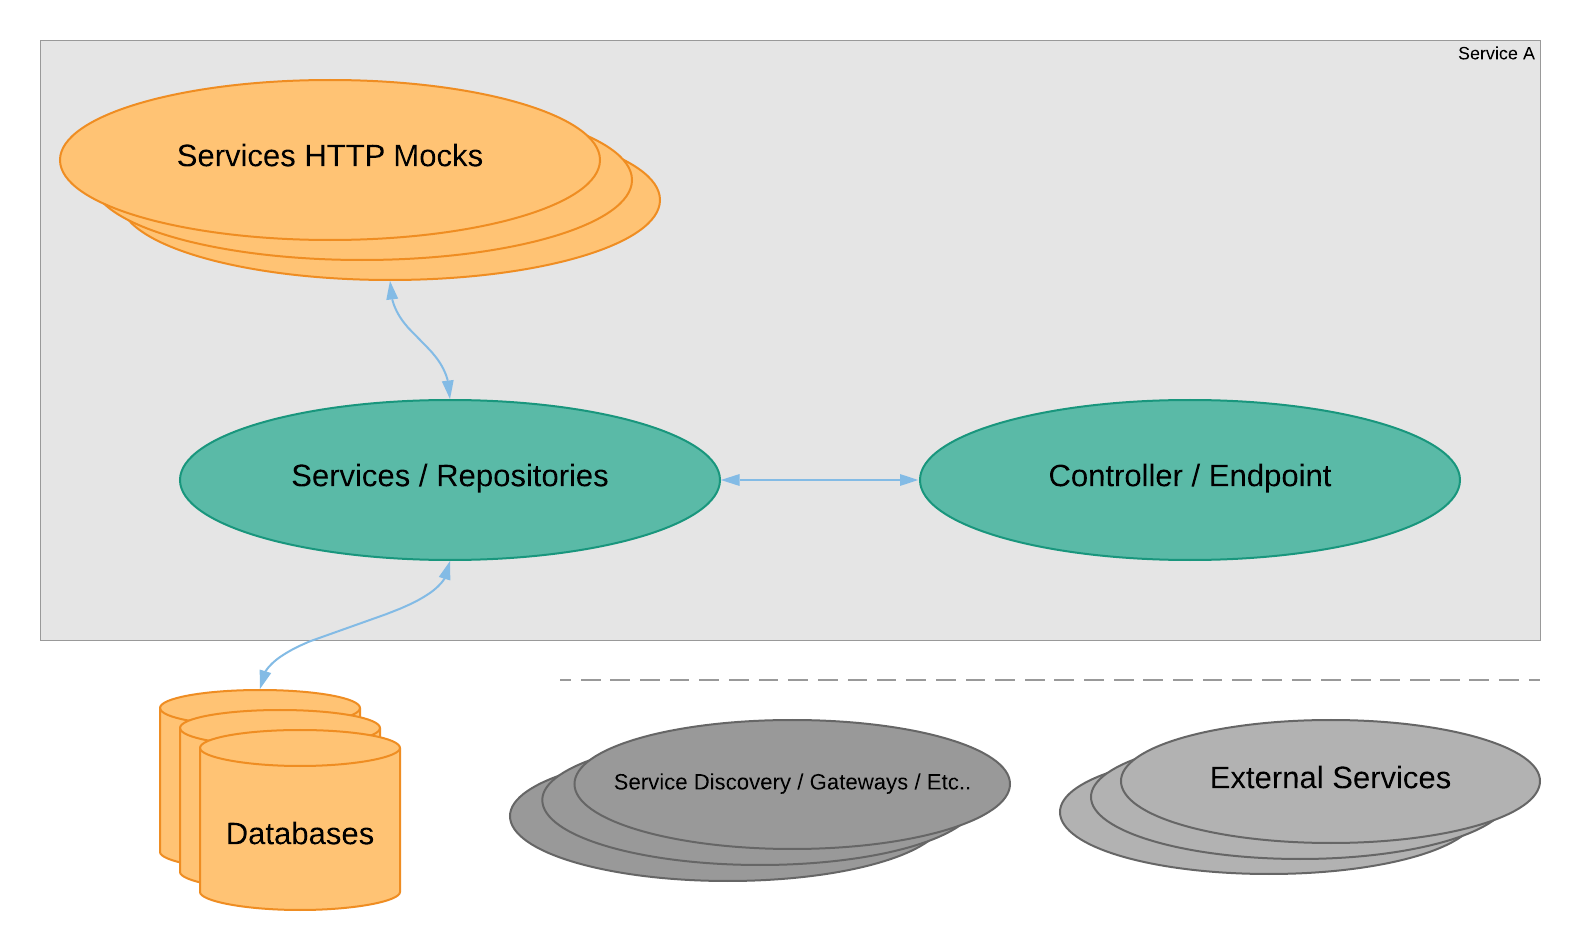 Service A
Services HTTP Mocks
Services / Repositories
Controller / Endpoint
Service Discovery / Gateways / Etc..
External Services
Databases